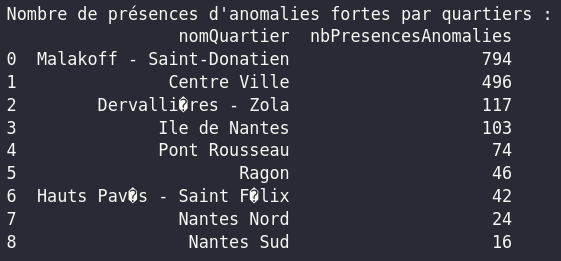 Nombre de présences d'anomalies fortes par quartiers :
nomQuartier nbPresencesAnomalies
0 Malakoff - Saint-Donatien 794
1 Centre Ville 496
2 Dervalli�res - Zola 117
3 Ile de Nantes 103
4 Pont Rousseau 74
5 Ragon 46
6 Hauts Pav�s - Saint F�lix 42
7 Nantes Nord 24
8 Nantes Sud 16